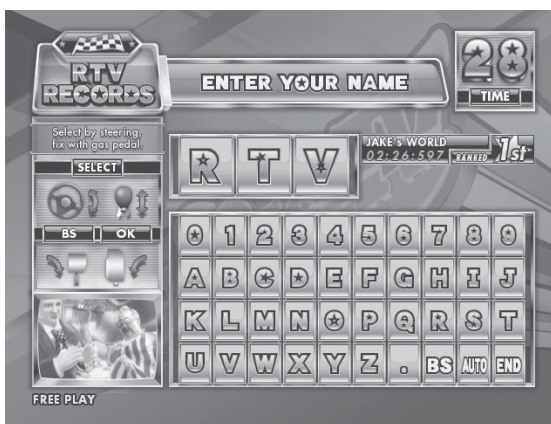 RTV
RECORDS
ENTER YOUR NAME
28
TIME
Select by steering,
fix with gas pedal.
SELECT
BS OK
R T V
JAKE's WORLD
02:26:597 RANKED 1st
0 1 2 3 4 5 6 7 8 9
A B C D E F G H I J
K L M N O P Q R S T
U V W X Y Z . BS AUTO END
FREE PLAY